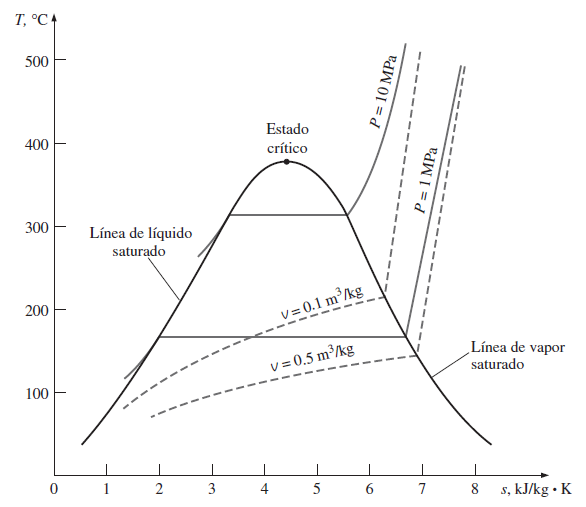 T, °C
500
400
300
200
100
0
1
2
3
4
5
6
7
8
s, kJ/kg • K
Estado
crítico
Línea de líquido
saturado
P = 10 MPa
P = 1 MPa
v = 0.1 m³/kg
v = 0.5 m³/kg
Línea de vapor
saturado